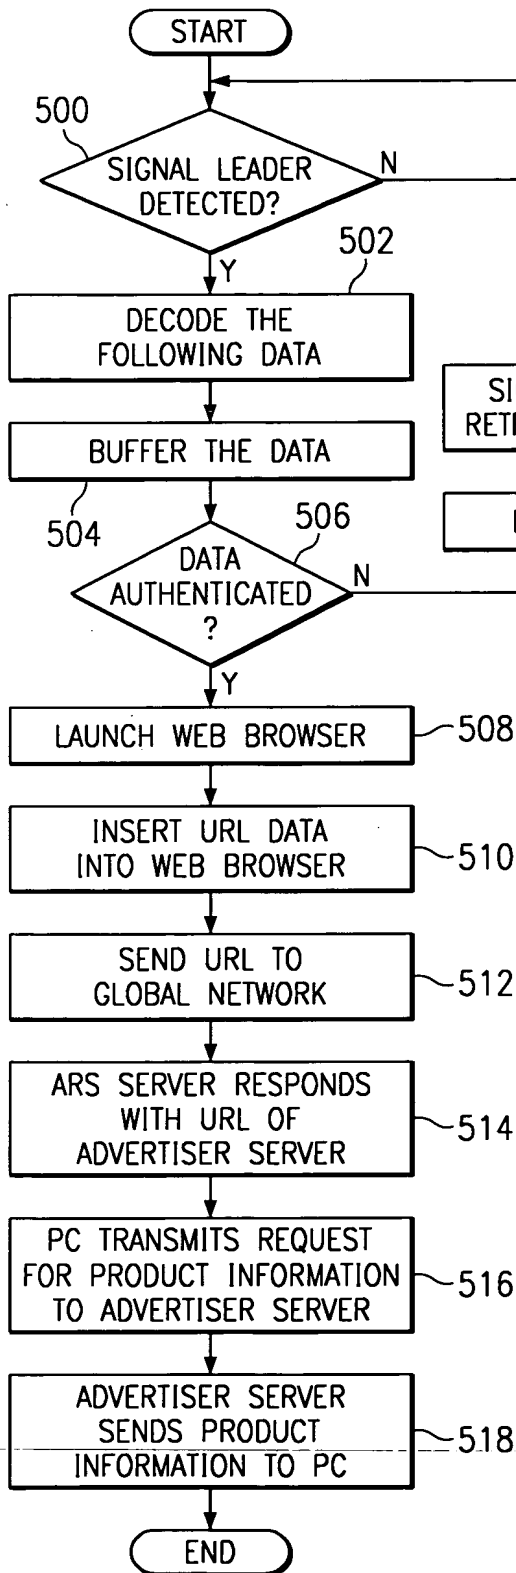 START
500
SIGNAL LEADER
DETECTED?
N
Y
502
DECODE THE
FOLLOWING DATA
BUFFER THE DATA
504
506
DATA
AUTHENTICATED
?
N
Y
LAUNCH WEB BROWSER
508
INSERT URL DATA
INTO WEB BROWSER
510
SEND URL TO
GLOBAL NETWORK
512
ARS SERVER RESPONDS
WITH URL OF
ADVERTISER SERVER
514
PC TRANSMITS REQUEST
FOR PRODUCT INFORMATION
TO ADVERTISER SERVER
516
ADVERTISER SERVER
SENDS PRODUCT
INFORMATION TO PC
518
END